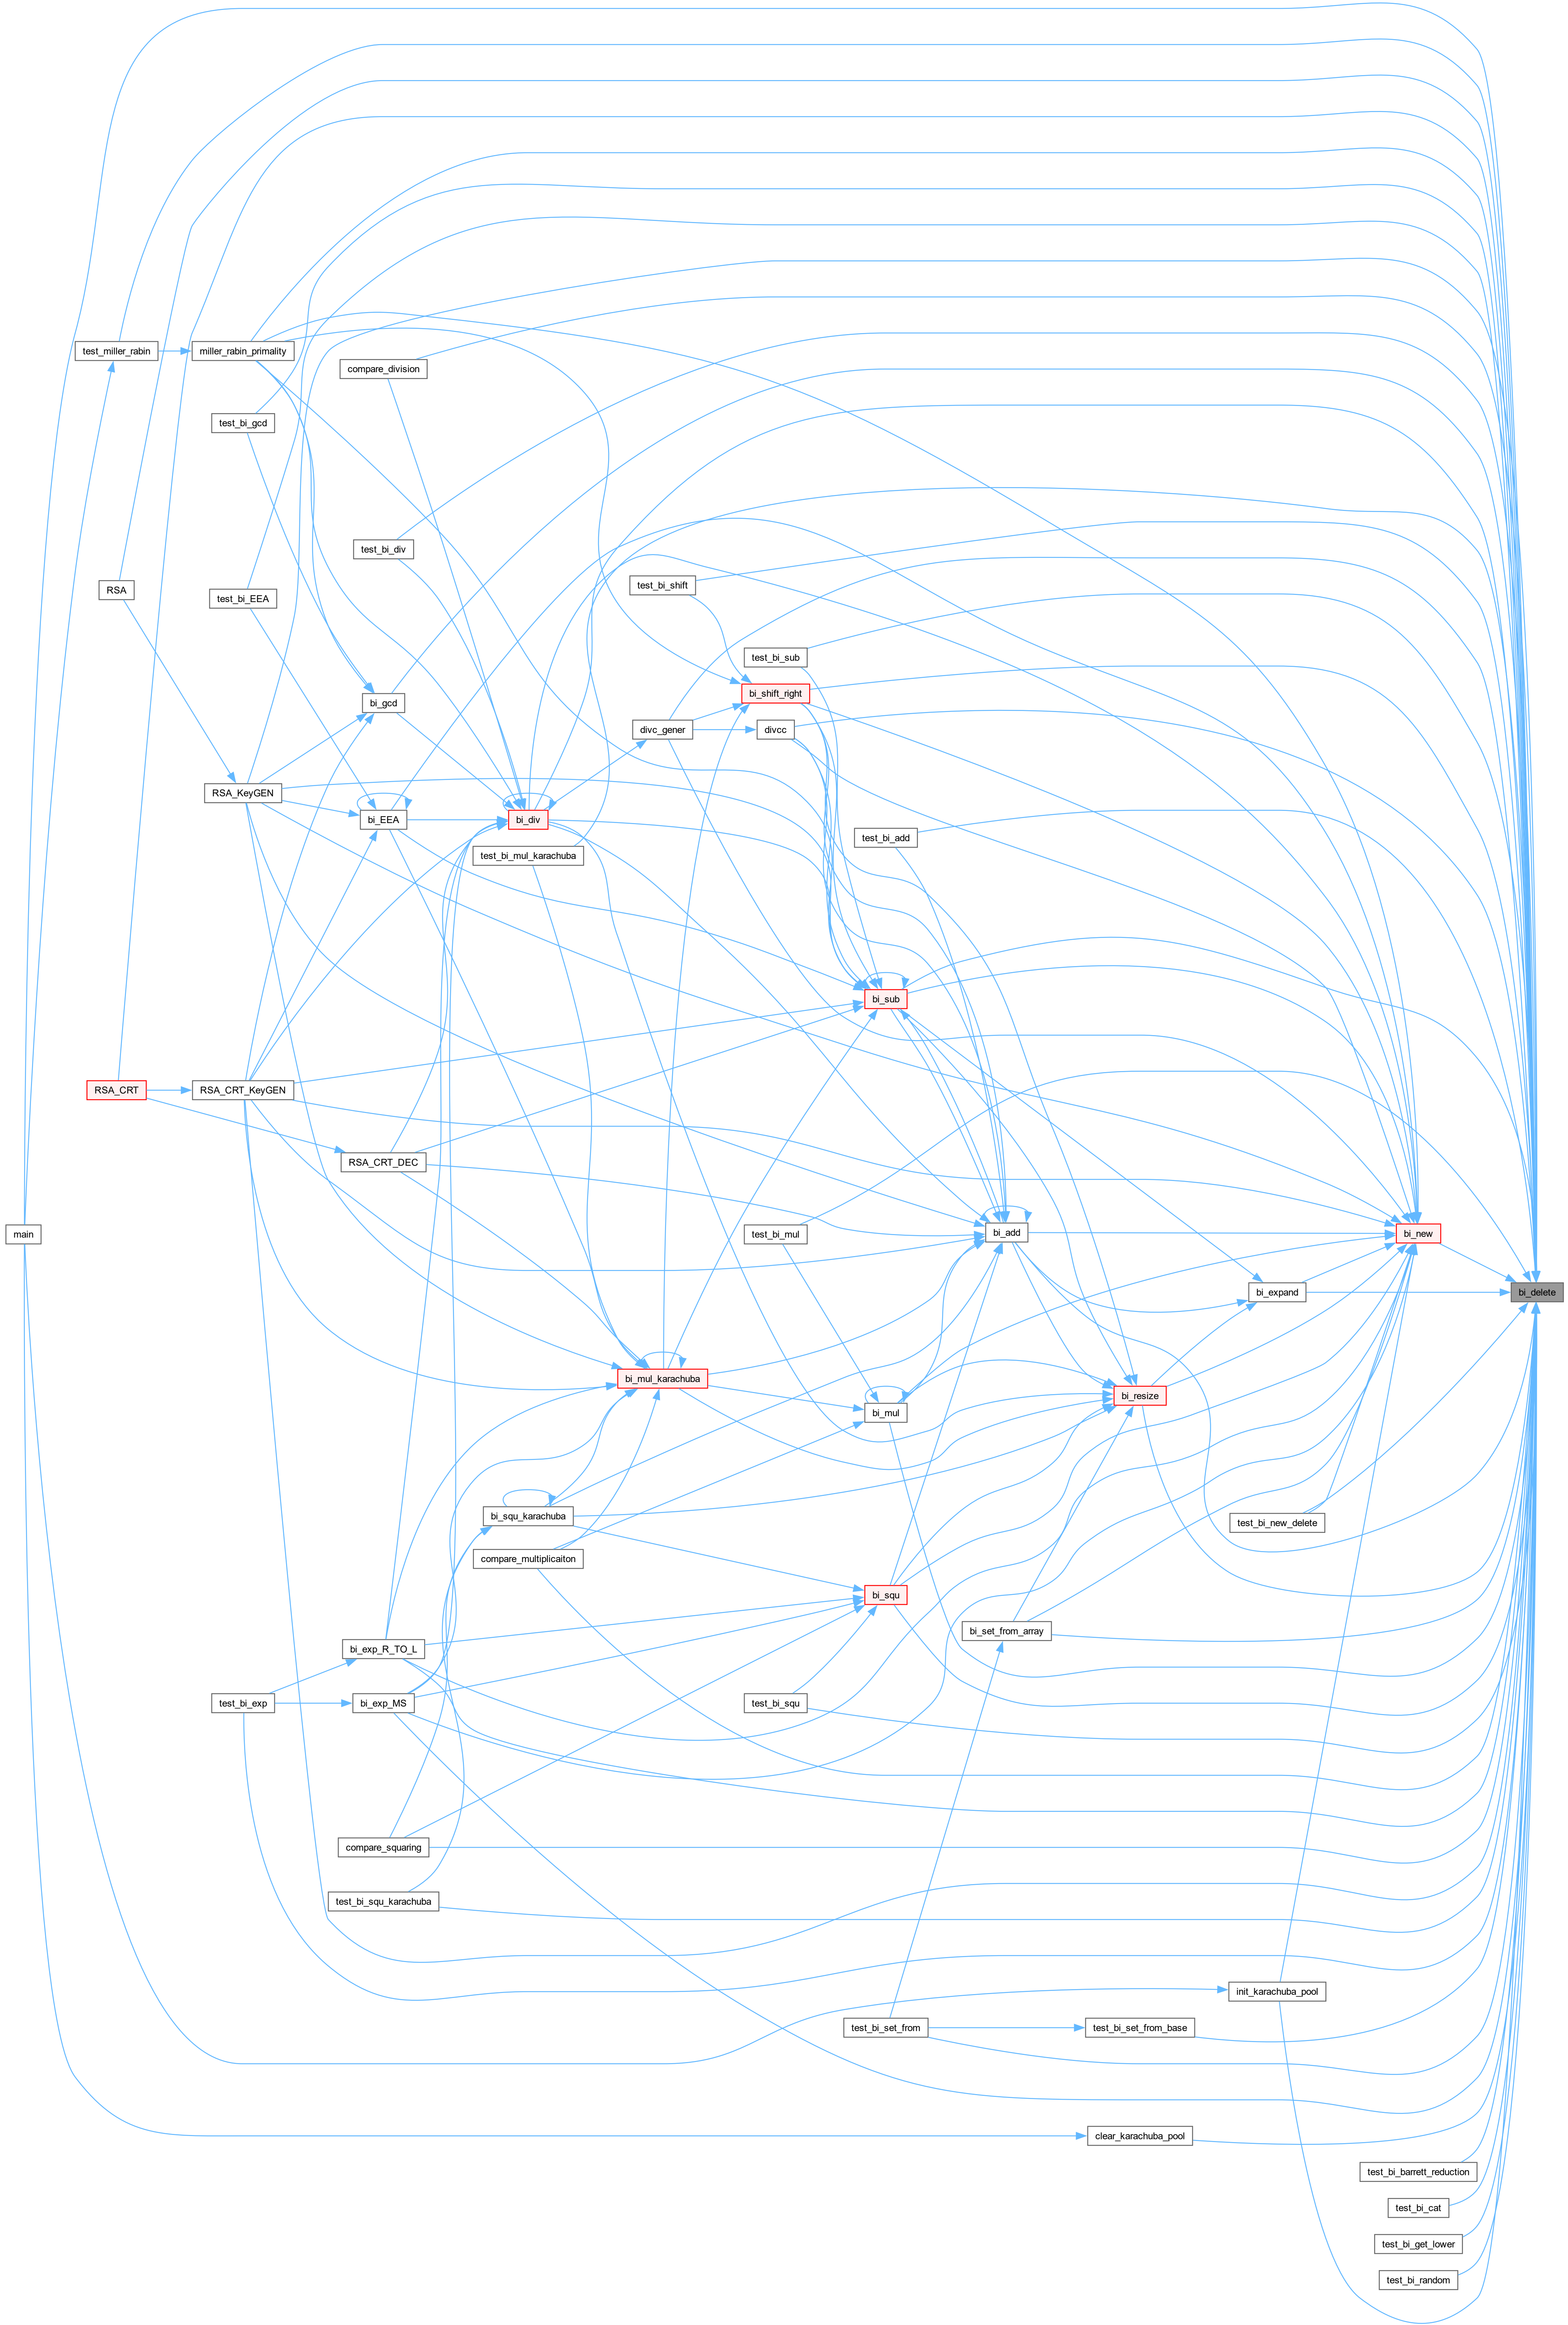 test_miller_rabin
miller_rabin_primality
compare_division
test_bi_gcd
test_bi_div
test_bi_shift
RSA
test_bi_EEA
test_bi_sub
bi_shift_right
bi_gcd
divc_gener
divcc
RSA_KeyGEN
bi_EEA
bi_div
test_bi_add
test_bi_mul_karachuba
bi_sub
RSA_CRT
RSA_CRT_KeyGEN
RSA_CRT_DEC
main
test_bi_mul
bi_add
bi_new
bi_expand
bi_delete
bi_mul_karachuba
bi_resize
bi_mul
bi_squ_karachuba
test_bi_new_delete
compare_multiplicaiton
bi_squ
bi_set_from_array
bi_exp_R_TO_L
test_bi_exp
bi_exp_MS
test_bi_squ
compare_squaring
test_bi_squ_karachuba
init_karachuba_pool
test_bi_set_from
test_bi_set_from_base
clear_karachuba_pool
test_bi_barrett_reduction
test_bi_cat
test_bi_get_lower
test_bi_random